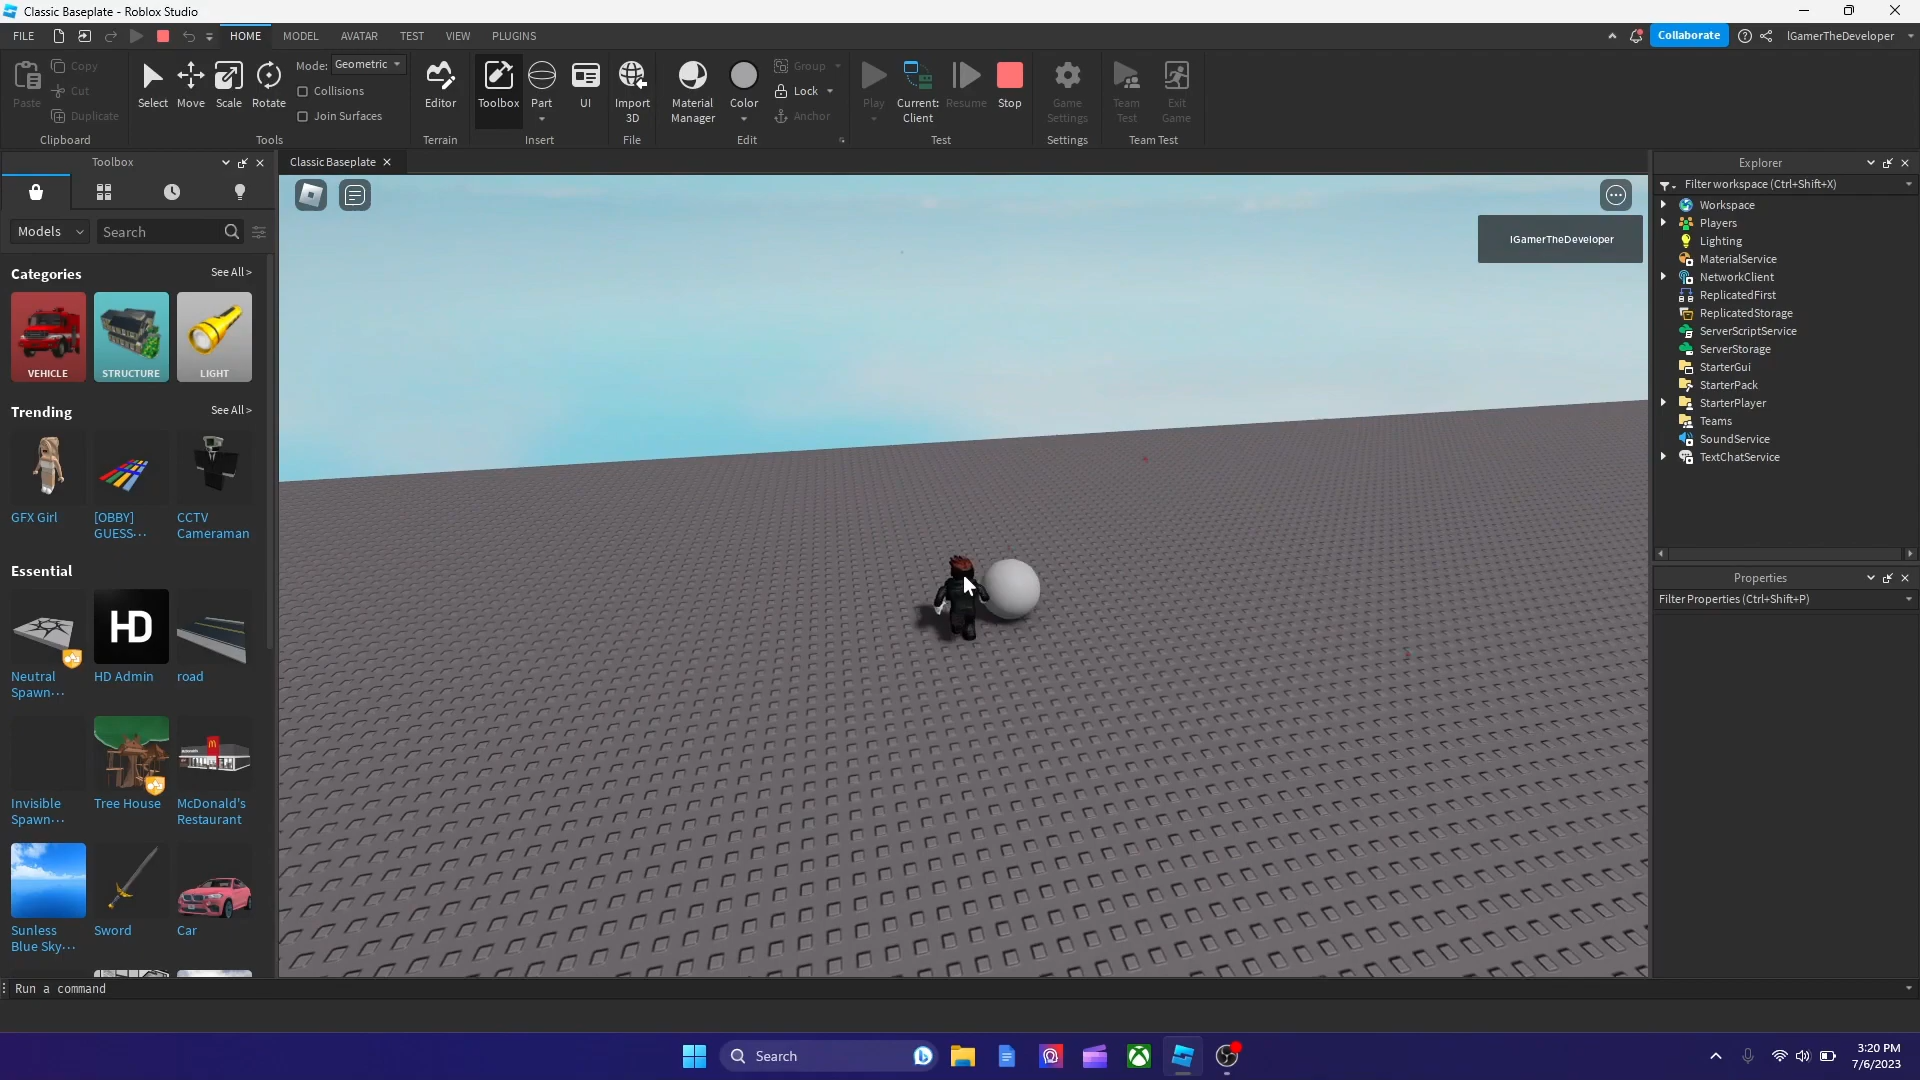 Classic Baseplate - Roblox Studio
FILE
HOME
MODEL
AVATAR
TEST
VIEW
PLUGINS
Collaborate
lGamerTheDeveloper
Paste
Copy
Cut
Duplicate
Clipboard
Select
Move
Scale
Rotate
Mode: Geometric
Collisions
Join Surfaces
Tools
Editor
Terrain
Toolbox
Part
UI
Insert
Import
3D
File
Material
Manager
Color
Group
Lock
Anchor
Edit
Play
Current:
Client
Resume
Stop
Test
Game
Settings
Settings
Team
Test
Exit
Game
Team Test
Toolbox
Models
Search
Categories
See All >
VEHICLE
STRUCTURE
LIGHT
Trending
See All >
GFX Girl
[OBBY]
GUESS...
CCTV
Cameraman
Essential
HD
Neutral
Spawn...
HD Admin
road
Invisible
Spawn...
Tree House
McDonald's
Restaurant
Sunless
Blue Sky...
Sword
Car
Classic Baseplate
lGamerTheDeveloper
Explorer
Filter workspace (Ctrl+Shift+X)
Workspace
Players
Lighting
MaterialService
NetworkClient
ReplicatedFirst
ReplicatedStorage
ServerScriptService
ServerStorage
StarterGui
StarterPack
StarterPlayer
Teams
SoundService
TextChatService
Properties
Filter Properties (Ctrl+Shift+P)
Run a command
Search
3:20 PM
7/6/2023